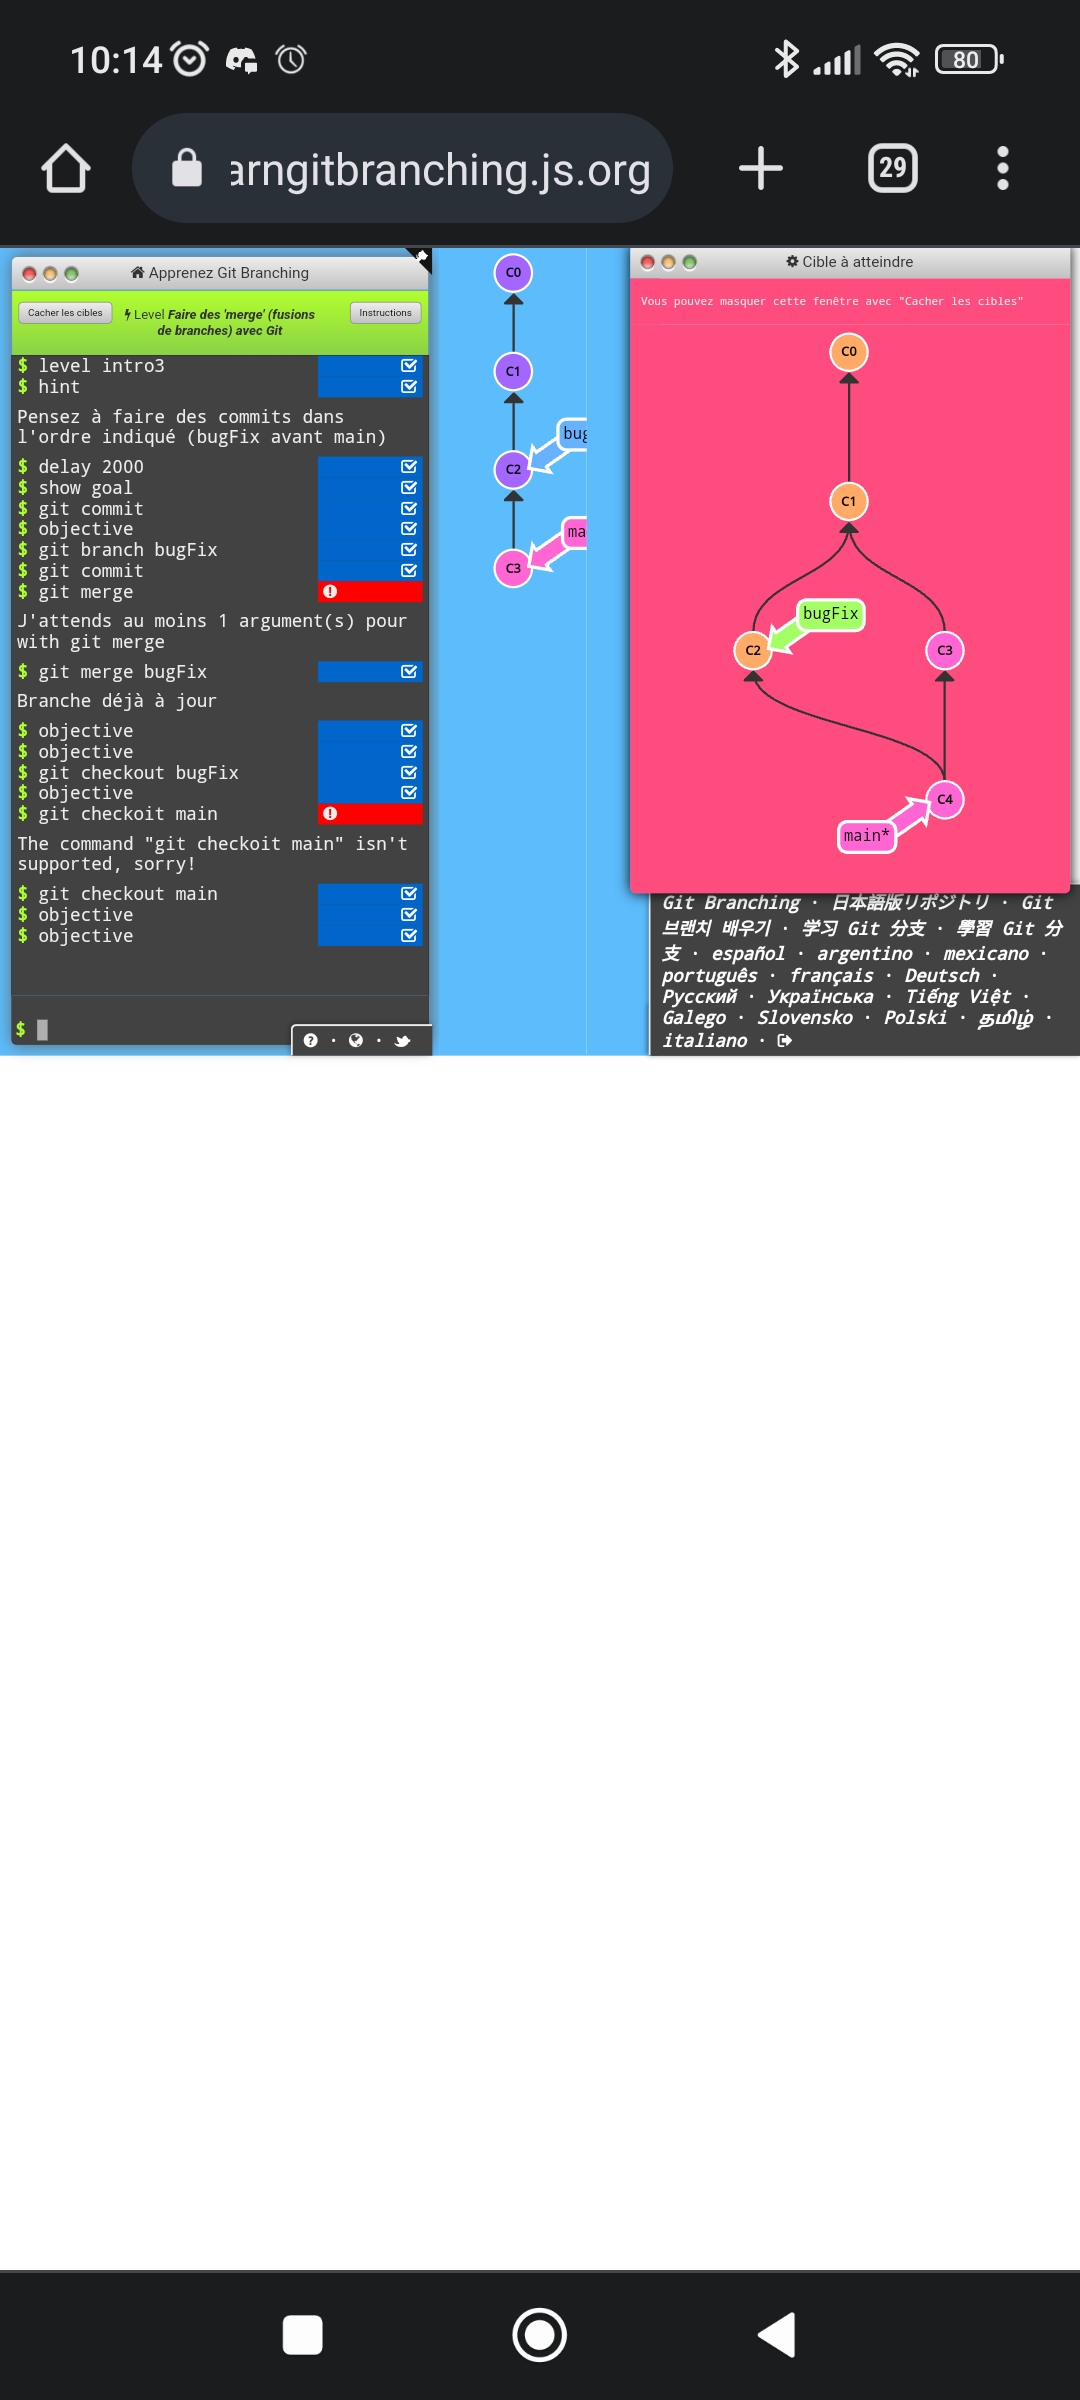 10:14
80
arngitbranching.js.org
29
Apprenez Git Branching
Cacher les cibles
Level Faire des 'merge' (fusions
de branches) avec Git
Instructions
$ level intro3
$ hint
Pensez à faire des commits dans
l'ordre indiqué (bugFix avant main)
$ delay 2000
$ show goal
$ git commit
$ objective
$ git branch bugFix
$ git commit
$ git merge
J'attends au moins 1 argument(s) pour
with git merge
$ git merge bugFix
Branche déjà à jour
$ objective
$ objective
$ git checkout bugFix
$ objective
$ git checkoit main
The command "git checkoit main" isn't
supported, sorry!
$ git checkout main
$ objective
$ objective
$
C0
C1
bug
C2
ma
C3
Cible à atteindre
Vous pouvez masquer cette fenêtre avec "Cacher les cibles"
C0
C1
bugFix
C2
C3
C4
main*
Git Branching · 日本語版リポジトリ · Git
브랜치 배우기 · 学习 Git 分支 · 學習 Git 分
支 · español · argentino · mexicano ·
português · français · Deutsch ·
Русский · Українська · Tiếng Việt ·
Galego · Slovensko · Polski · தமிழ் ·
italiano ·